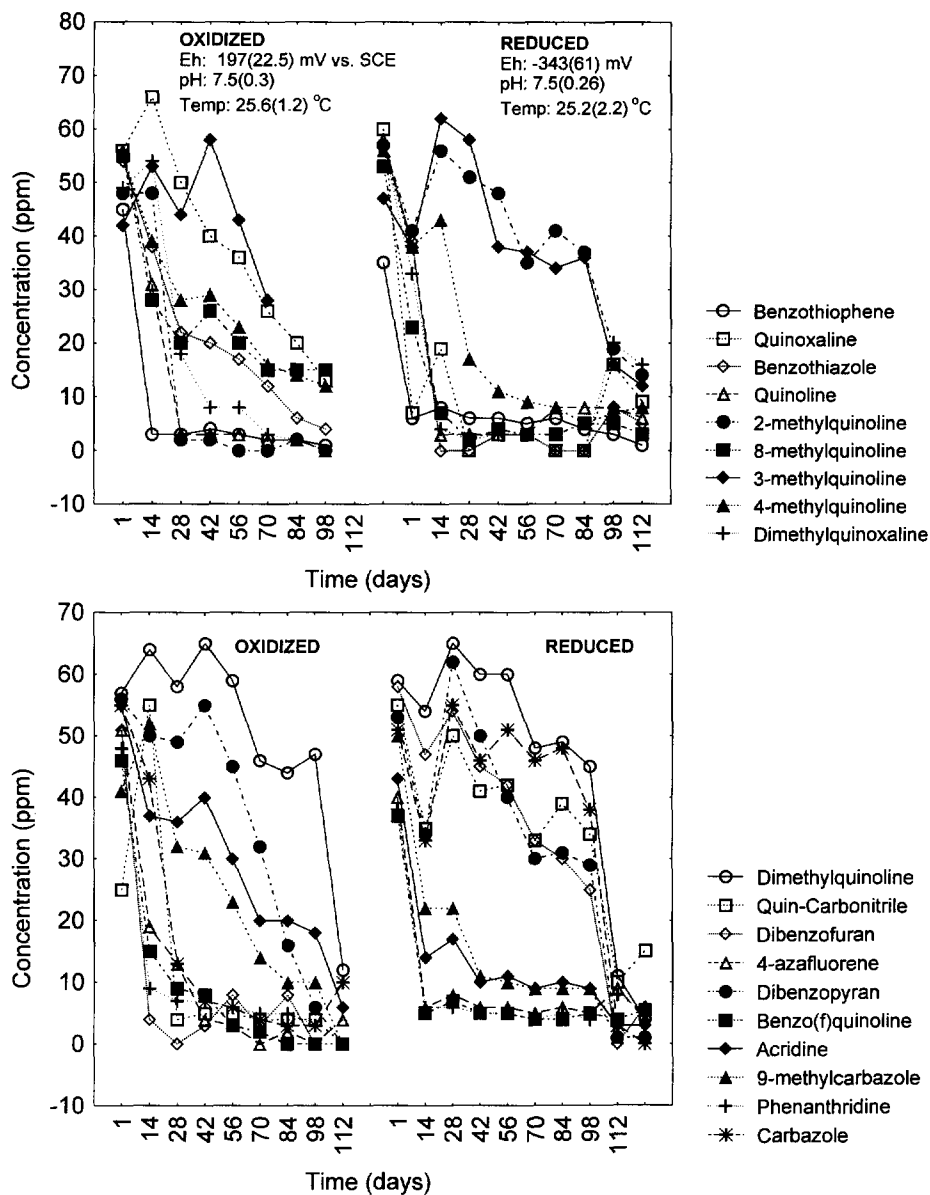 80
70
60
50
40
30
20
10
0
-10
Concentration (ppm)
OXIDIZED
Eh: 197(22.5) mV vs. SCE
pH: 7.5(0.3)
Temp: 25.6(1.2) °C
REDUCED
Eh: -343(61) mV
pH: 7.5(0.26)
Temp: 25.2(2.2) °C
1 14 28 42 56 70 84 98 112 1 14 28 42 56 70 84 98 112
Time (days)
Benzothiophene
Quinoxaline
Benzothiazole
Quinoline
2-methylquinoline
8-methylquinoline
3-methylquinoline
4-methylquinoline
Dimethylquinoxaline
70
60
50
40
30
20
10
0
-10
Concentration (ppm)
OXIDIZED
REDUCED
1 14 28 42 56 70 84 98 112 1 14 28 42 56 70 84 98 112
Time (days)
Dimethylquinoline
Quin-Carbonitrile
Dibenzofuran
4-azafluorene
Dibenzopyran
Benzo(f)quinoline
Acridine
9-methylcarbazole
Phenanthridine
Carbazole